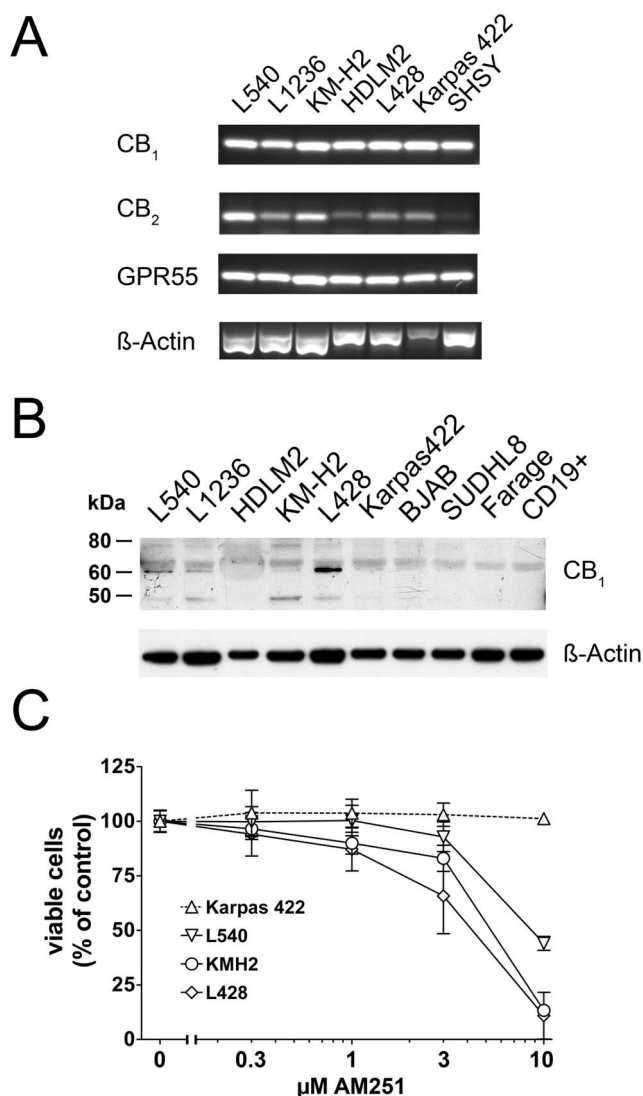 A
L540 L1236 KM-H2 HDLM2 L428 Karpas 422 SHSY
CB1
CB2
GPR55
ß-Actin
B
L540 L1236 HDLM2 KM-H2 L428 Karpas422 BJAB SUDHL8 Farage CD19+
kDa
80
60
50
CB1
ß-Actin
C
125
100
75
50
25
0
viable cells
(% of control)
Karpas 422
L540
KMH2
L428
0 0.3 1 3 10
µM AM251